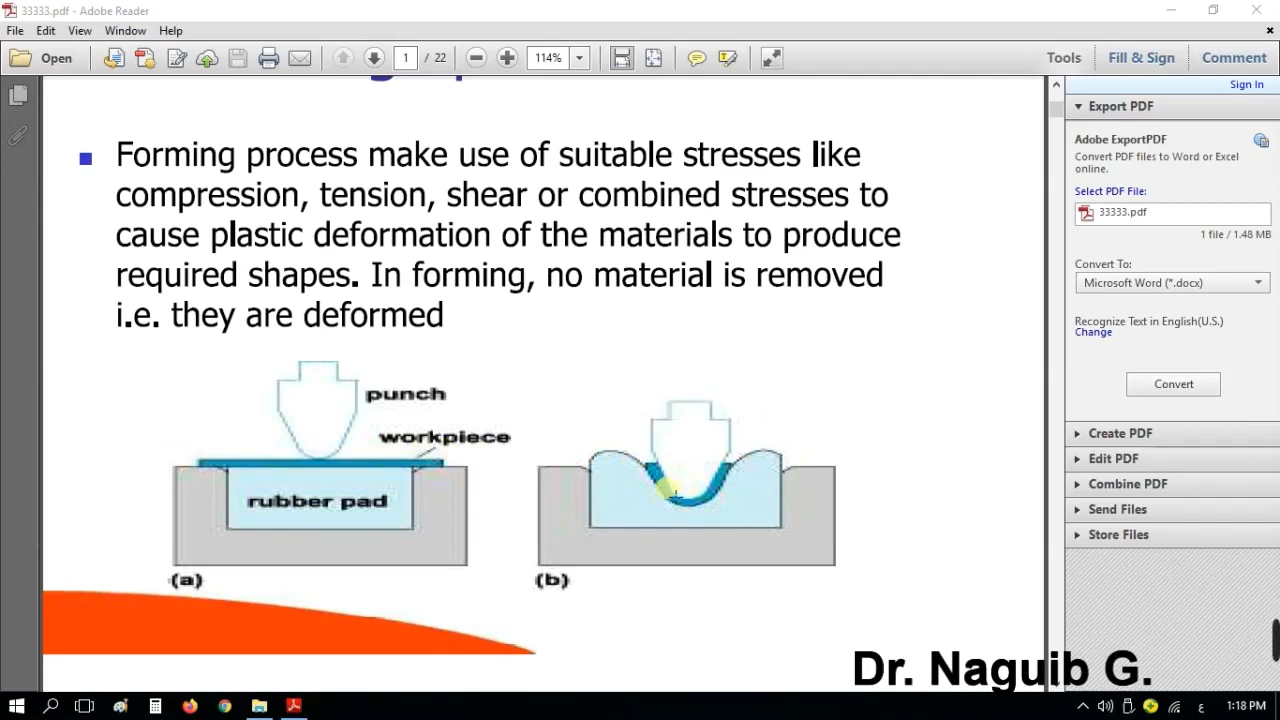 33333.pdf - Adobe Reader
File Edit View Window Help
Open 1 / 22 114% Tools Fill & Sign Comment
Sign In
Export PDF
Adobe ExportPDF
Convert PDF files to Word or Excel
online.
Select PDF File:
33333.pdf
1 file / 1.48 MB
Convert To:
Microsoft Word (*.docx)
Recognize Text in English(U.S.)
Change
Convert
Create PDF
Edit PDF
Combine PDF
Send Files
Store Files
Forming process make use of suitable stresses like
compression, tension, shear or combined stresses to
cause plastic deformation of the materials to produce
required shapes. In forming, no material is removed
i.e. they are deformed
punch
workpiece
rubber pad
(a)
(b)
Dr. Naguib G.
ع 1:18 PM